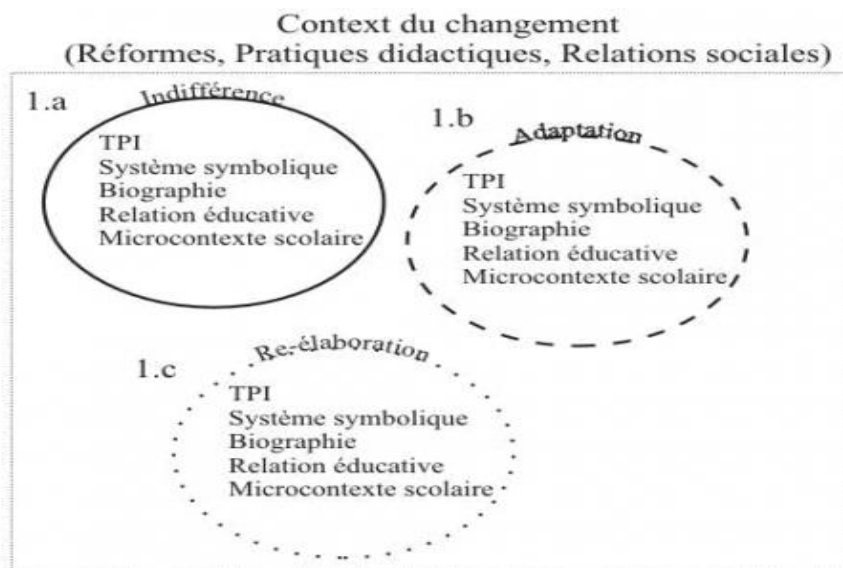 Context du changement
(Réformes, Pratiques didactiques, Relations sociales)
1.a
Indifférence
TPI
Système symbolique
Biographie
Relation éducative
Microcontexte scolaire
1.b
Adaptation
TPI
Système symbolique
Biographie
Relation éducative
Microcontexte scolaire
1.c
Re-élaboration
TPI
Système symbolique
Biographie
Relation éducative
Microcontexte scolaire